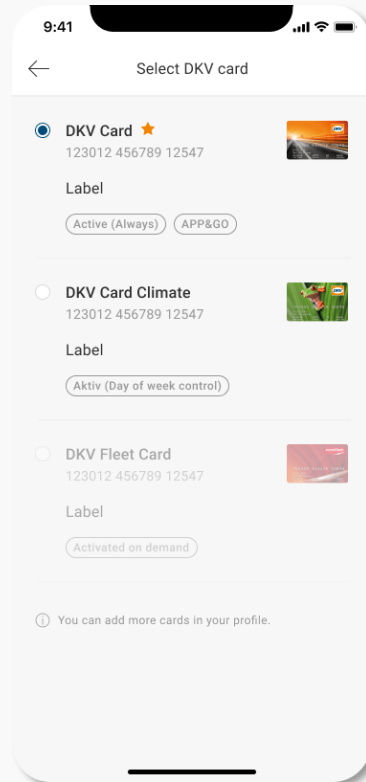 9:41
Select DKV card
DKV Card
123012 456789 12547
Label
Active (Always) APP&GO
DKV Card Climate
123012 456789 12547
Label
Aktiv (Day of week control)
DKV Fleet Card
123012 456789 12547
Label
Activated on demand
You can add more cards in your profile.